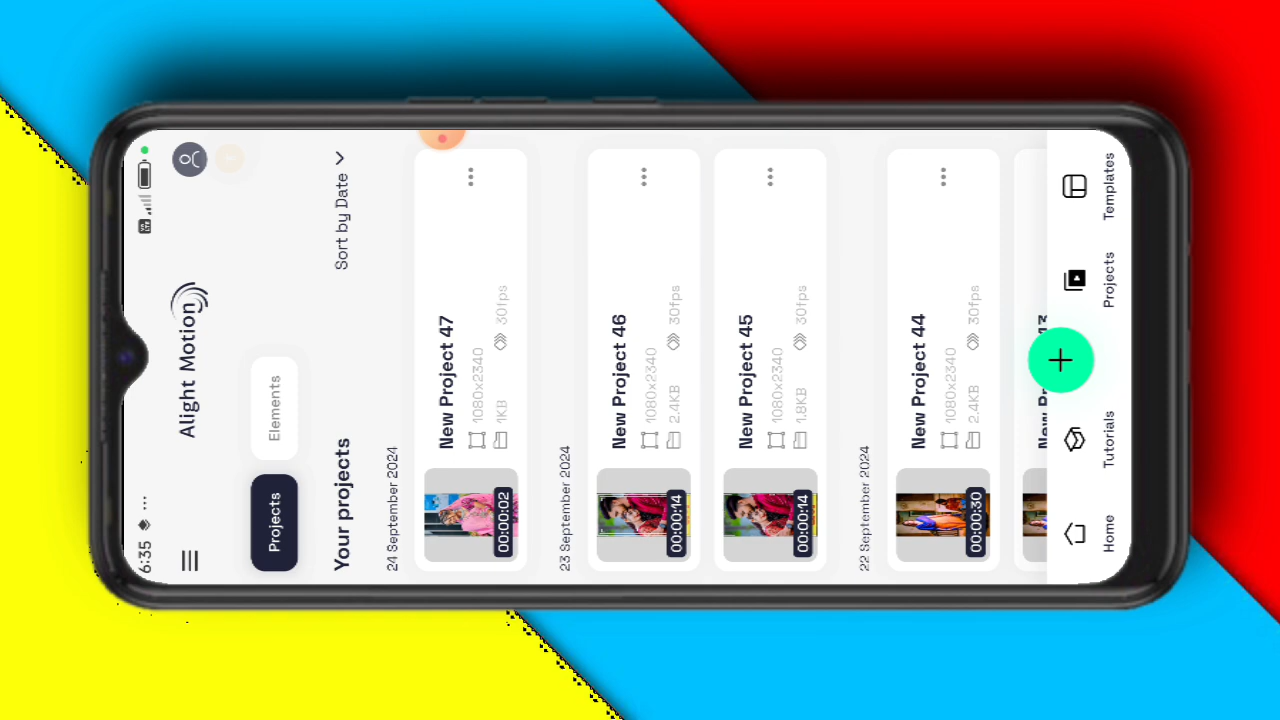 6:35
Alight Motion
Projects
Elements
Your projects
Sort by Date
24 September 2024
New Project 47
1080x2340
1KB
30fps
00:00:02
23 September 2024
New Project 46
1080x2340
2.4KB
30fps
00:00:14
New Project 45
1080x2340
1.8KB
30fps
00:00:14
22 September 2024
New Project 44
1080x2340
2.4KB
30fps
00:00:30
Home
Tutorials
Projects
Templates